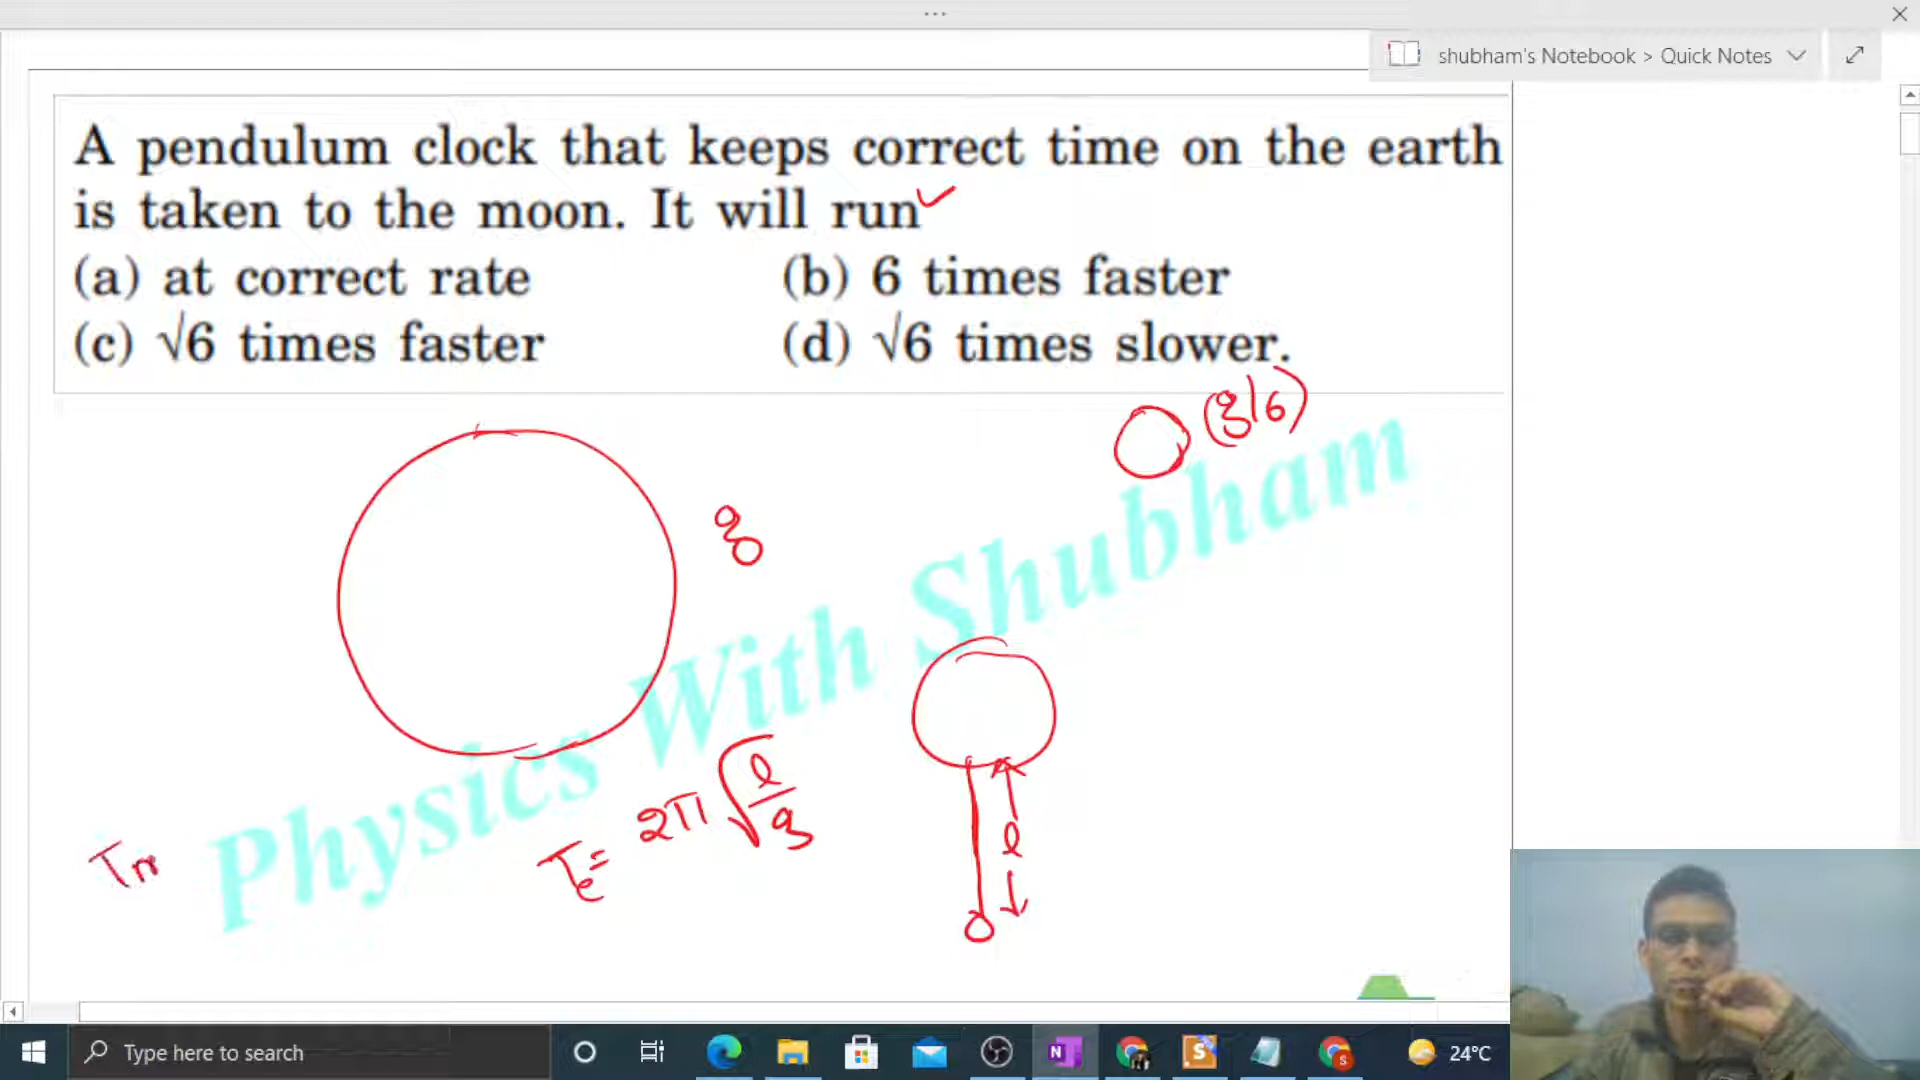 shubham's Notebook > Quick Notes
A pendulum clock that keeps correct time on the earth
is taken to the moon. It will run
(a) at correct rate (b) 6 times faster
(c) √6 times faster (d) √6 times slower.
(g/6)
g
Physics With Shubham
Te = 2π √(l/g)
l
Tm
Type here to search
24°C